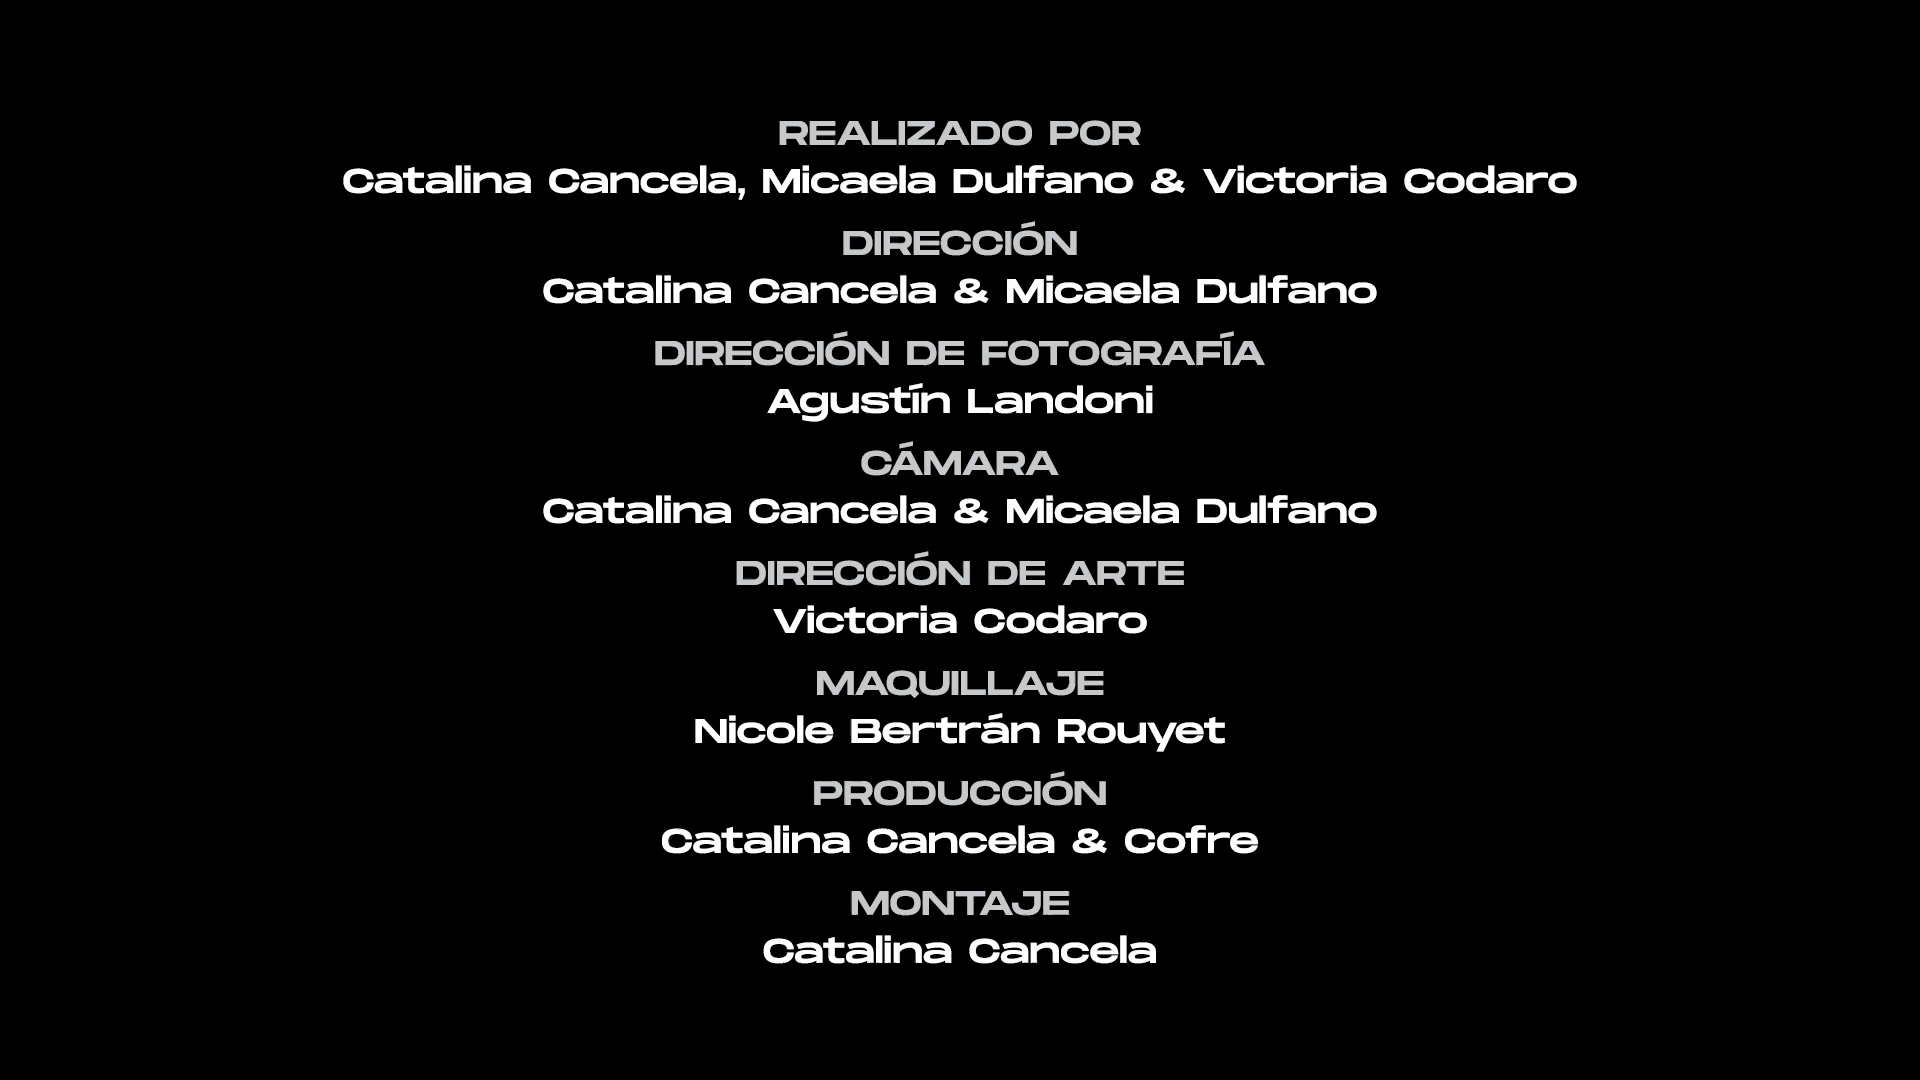 REALIZADO POR
Catalina Cancela, Micaela Dulfano & Victoria Codaro
DIRECCIÓN
Catalina Cancela & Micaela Dulfano
DIRECCIÓN DE FOTOGRAFÍA
Agustín Landoni
CÁMARA
Catalina Cancela & Micaela Dulfano
DIRECCIÓN DE ARTE
Victoria Codaro
MAQUILLAJE
Nicole Bertrán Rouyet
PRODUCCIÓN
Catalina Cancela & Cofre
MONTAJE
Catalina Cancela